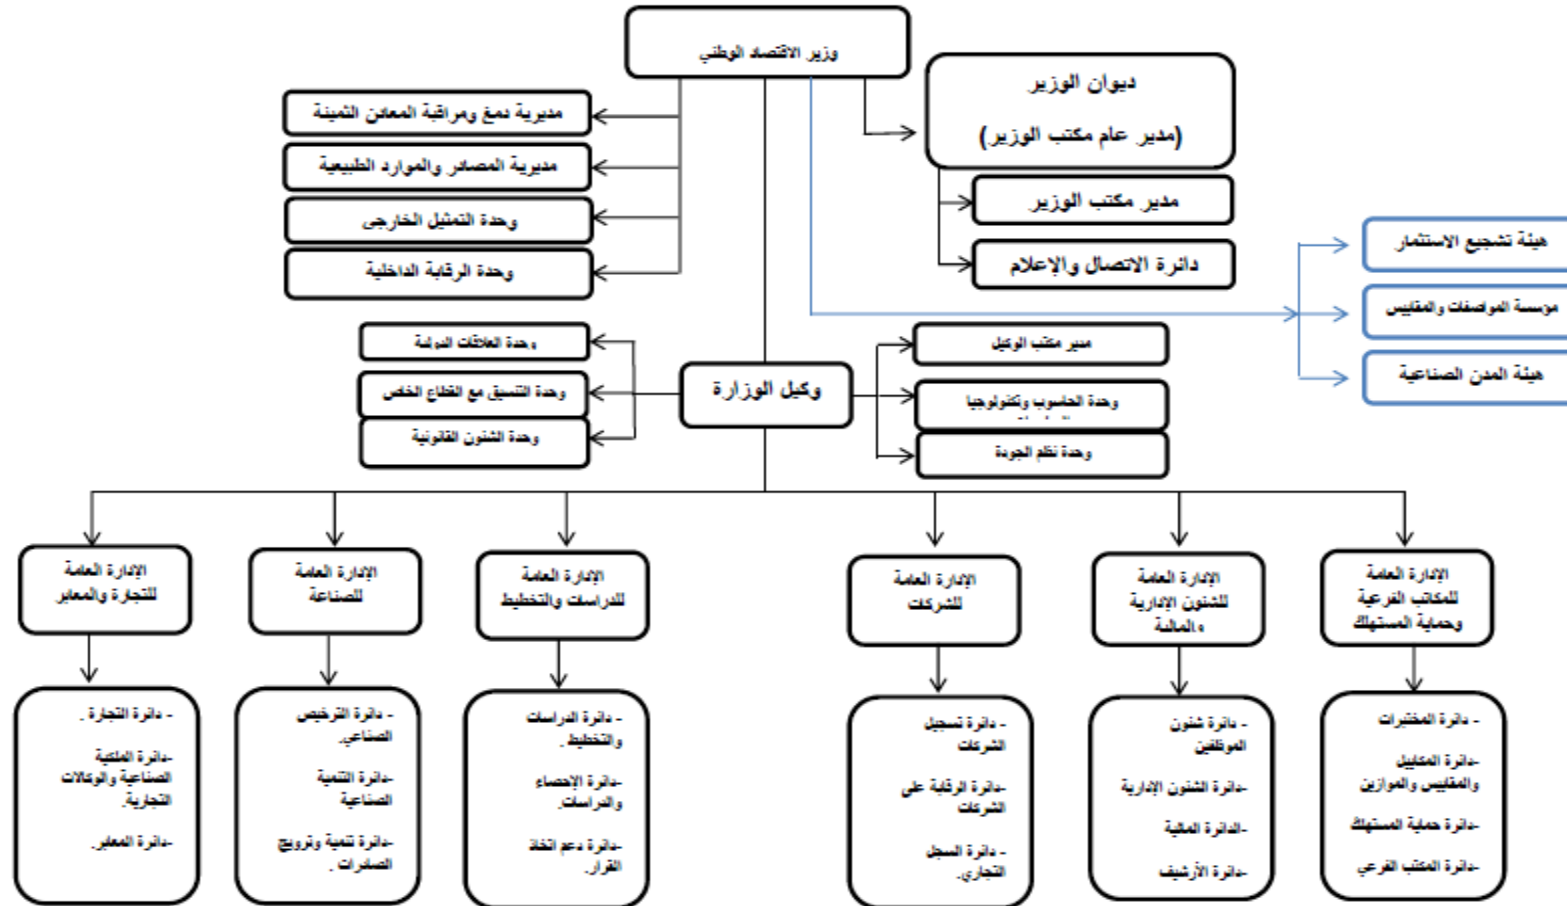 وزير الاقتصاد الوطني
ديوان الوزير
(مدير عام مكتب الوزير)
مدير مكتب الوزير
دائرة الاتصال والإعلام
مديرية دمغ ومراقبة المعادن الثمينة
مديرية المصادر والموارد الطبيعية
وحدة التمثيل الخارجي
وحدة الرقابة الداخلية
هيئة تشجيع الاستثمار
مؤسسة المواصفات والمقاييس
هيئة المدن الصناعية
وكيل الوزارة
مدير مكتب الوكيل
وحدة الحاسوب وتكنولوجيا
وحدة نظم الجودة
وحدة العلاقات الدولية
وحدة التنسيق مع القطاع الخاص
وحدة الشئون القانونية
الإدارة العامة
للمكاتب الفرعية
وحماية المستهلك
الإدارة العامة
للشئون الإدارية
والمالية
الإدارة العامة
للشركات
الإدارة العامة
للدراسات والتخطيط
الإدارة العامة
للصناعة
الإدارة العامة
للتجارة والمعابر
- دائرة المختبرات
-دائرة المكاييل
والمقاييس والموازين
-دائرة حماية المستهلك
-دائرة المكتب الفرعي
- دائرة شئون
الموظفين
-دائرة الشئون الإدارية
-الدائرة المالية
-دائرة الأرشيف
- دائرة تسجيل
الشركات
-دائرة الرقابة على
الشركات
- دائرة السجل
التجاري.
- دائرة الدراسات
والتخطيط .
-دائرة الإحصاء
والدراسات.
-دائرة دعم اتخاذ
القرار.
- دائرة الترخيص
الصناعي.
-دائرة التنمية
الصناعية
-دائرة تنمية وترويج
الصادرات .
- دائرة التجارة .
-دائرة الملكية
الصناعية والوكالات
التجارية.
-دائرة المعابر.